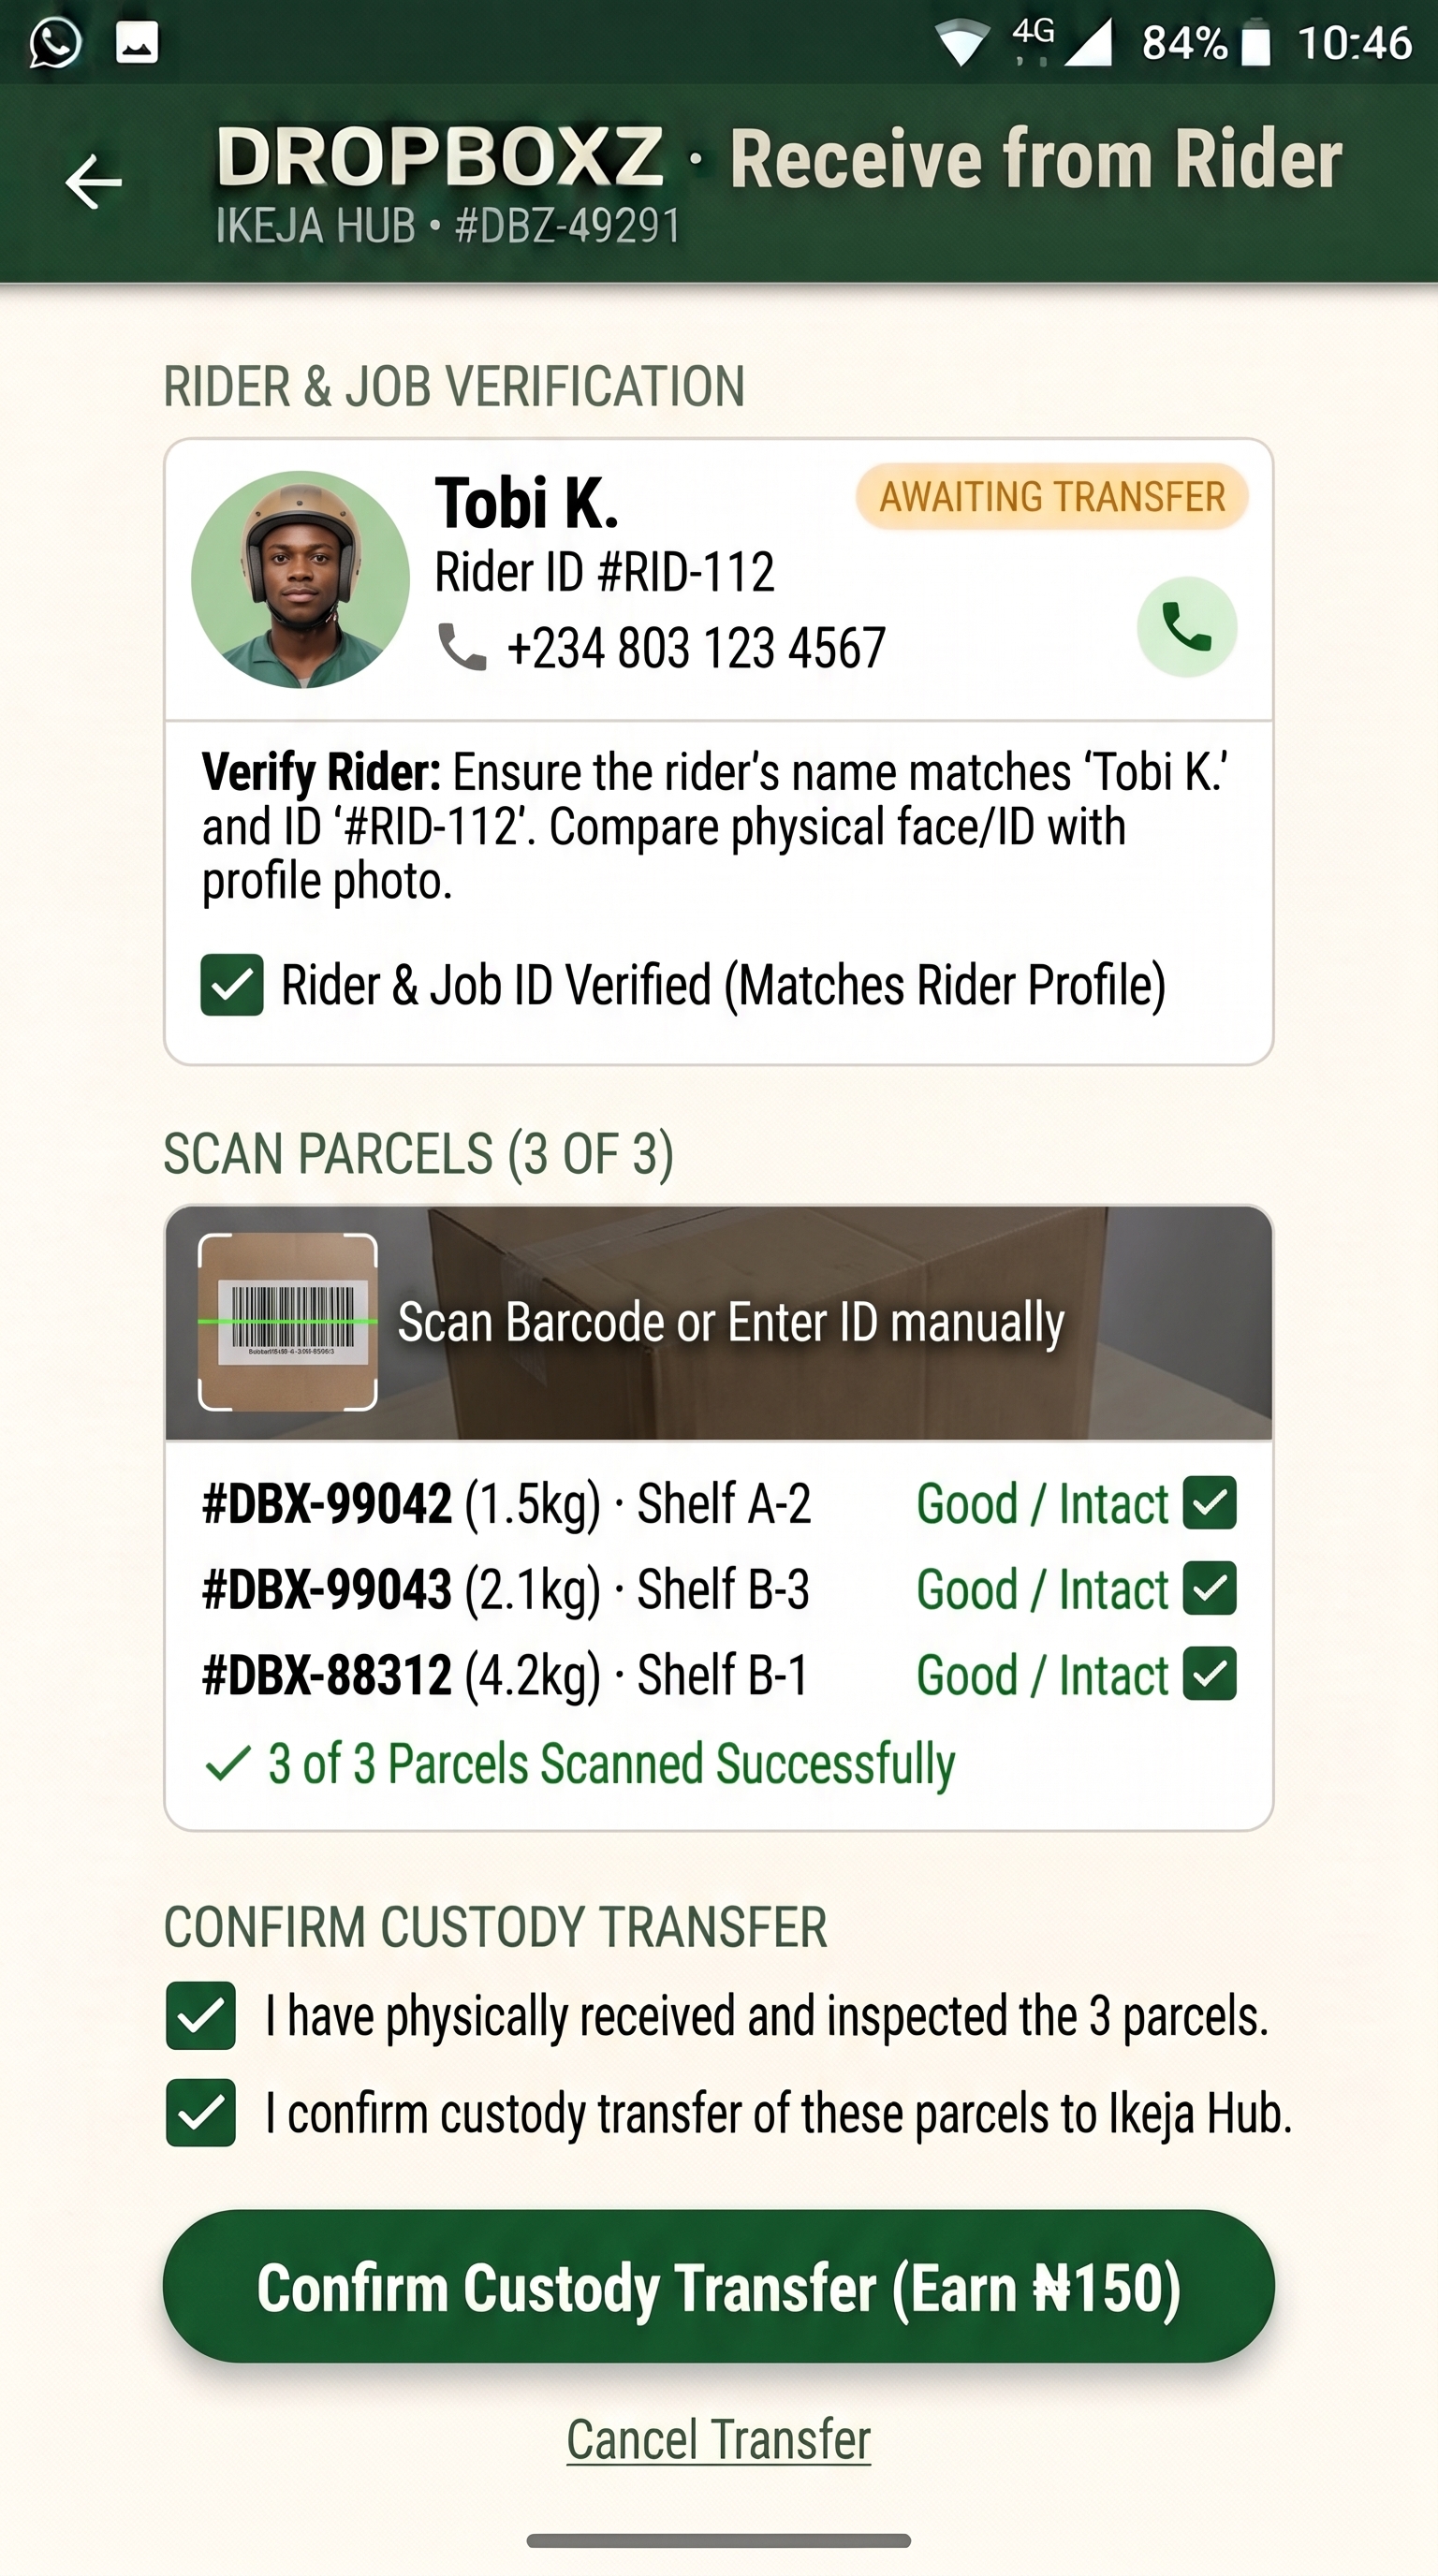 4G 84% 10:46
DROPBOXZ · Receive from Rider
IKEJA HUB • #DBZ-49291
RIDER & JOB VERIFICATION
Tobi K.
AWAITING TRANSFER
Rider ID #RID-112
+234 803 123 4567
Verify Rider: Ensure the rider's name matches ‘Tobi K.’
and ID ‘#RID-112’. Compare physical face/ID with
profile photo.
Rider & Job ID Verified (Matches Rider Profile)
SCAN PARCELS (3 OF 3)
Scan Barcode or Enter ID manually
#DBX-99042 (1.5kg) · Shelf A-2 Good / Intact
#DBX-99043 (2.1kg) · Shelf B-3 Good / Intact
#DBX-88312 (4.2kg) · Shelf B-1 Good / Intact
3 of 3 Parcels Scanned Successfully
CONFIRM CUSTODY TRANSFER
I have physically received and inspected the 3 parcels.
I confirm custody transfer of these parcels to Ikeja Hub.
Confirm Custody Transfer (Earn ₦150)
Cancel Transfer